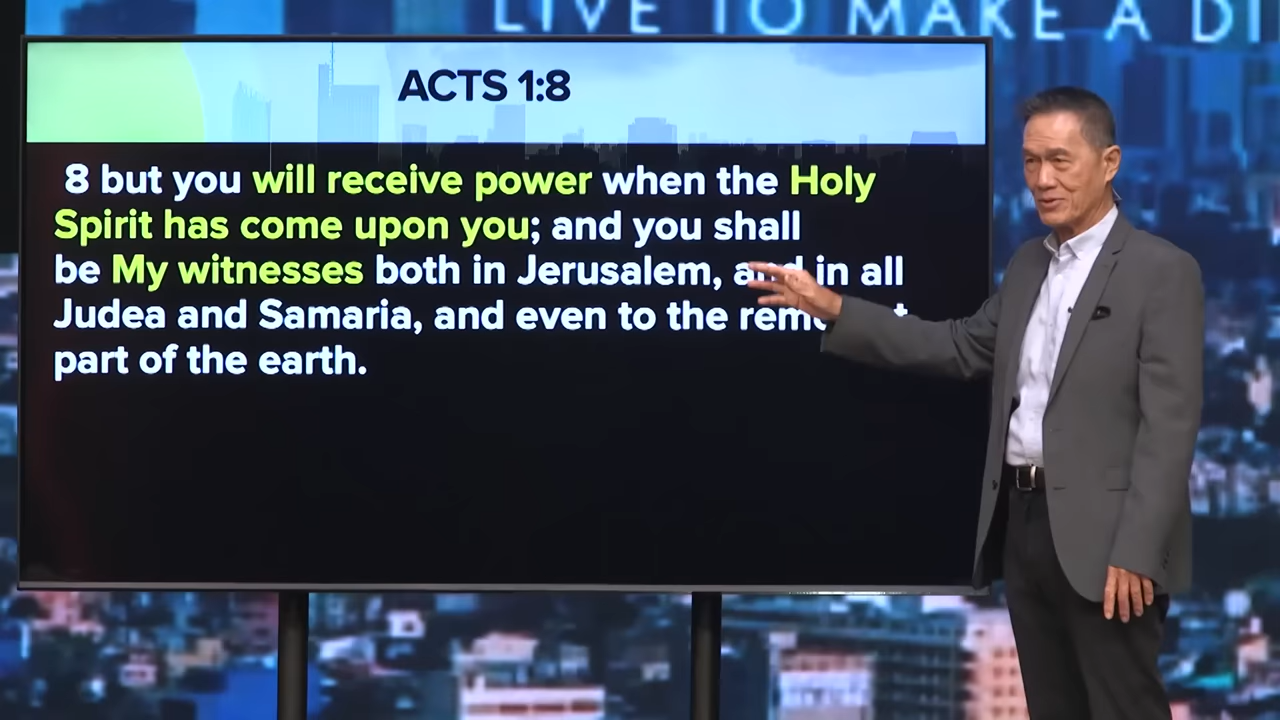 LIVE TO MAKE A DI
ACTS 1:8
8 but you will receive power when the Holy
Spirit has come upon you; and you shall
be My witnesses both in Jerusalem, and in all
Judea and Samaria, and even to the
part of the earth.